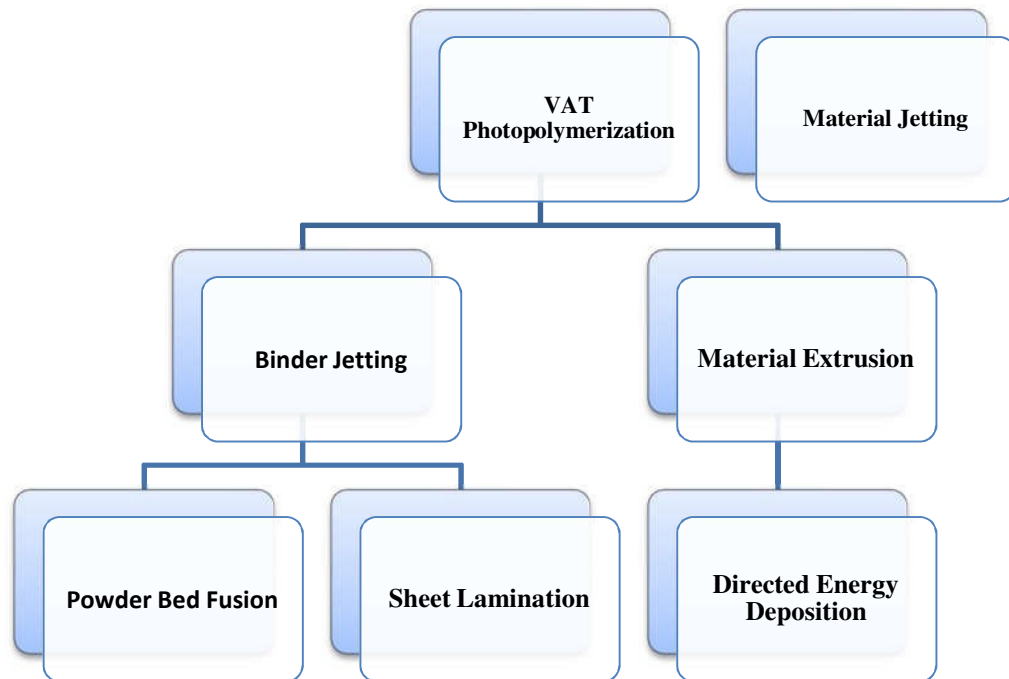 VAT
Photopolymerization
Material Jetting
Binder Jetting
Material Extrusion
Powder Bed Fusion
Sheet Lamination
Directed Energy
Deposition